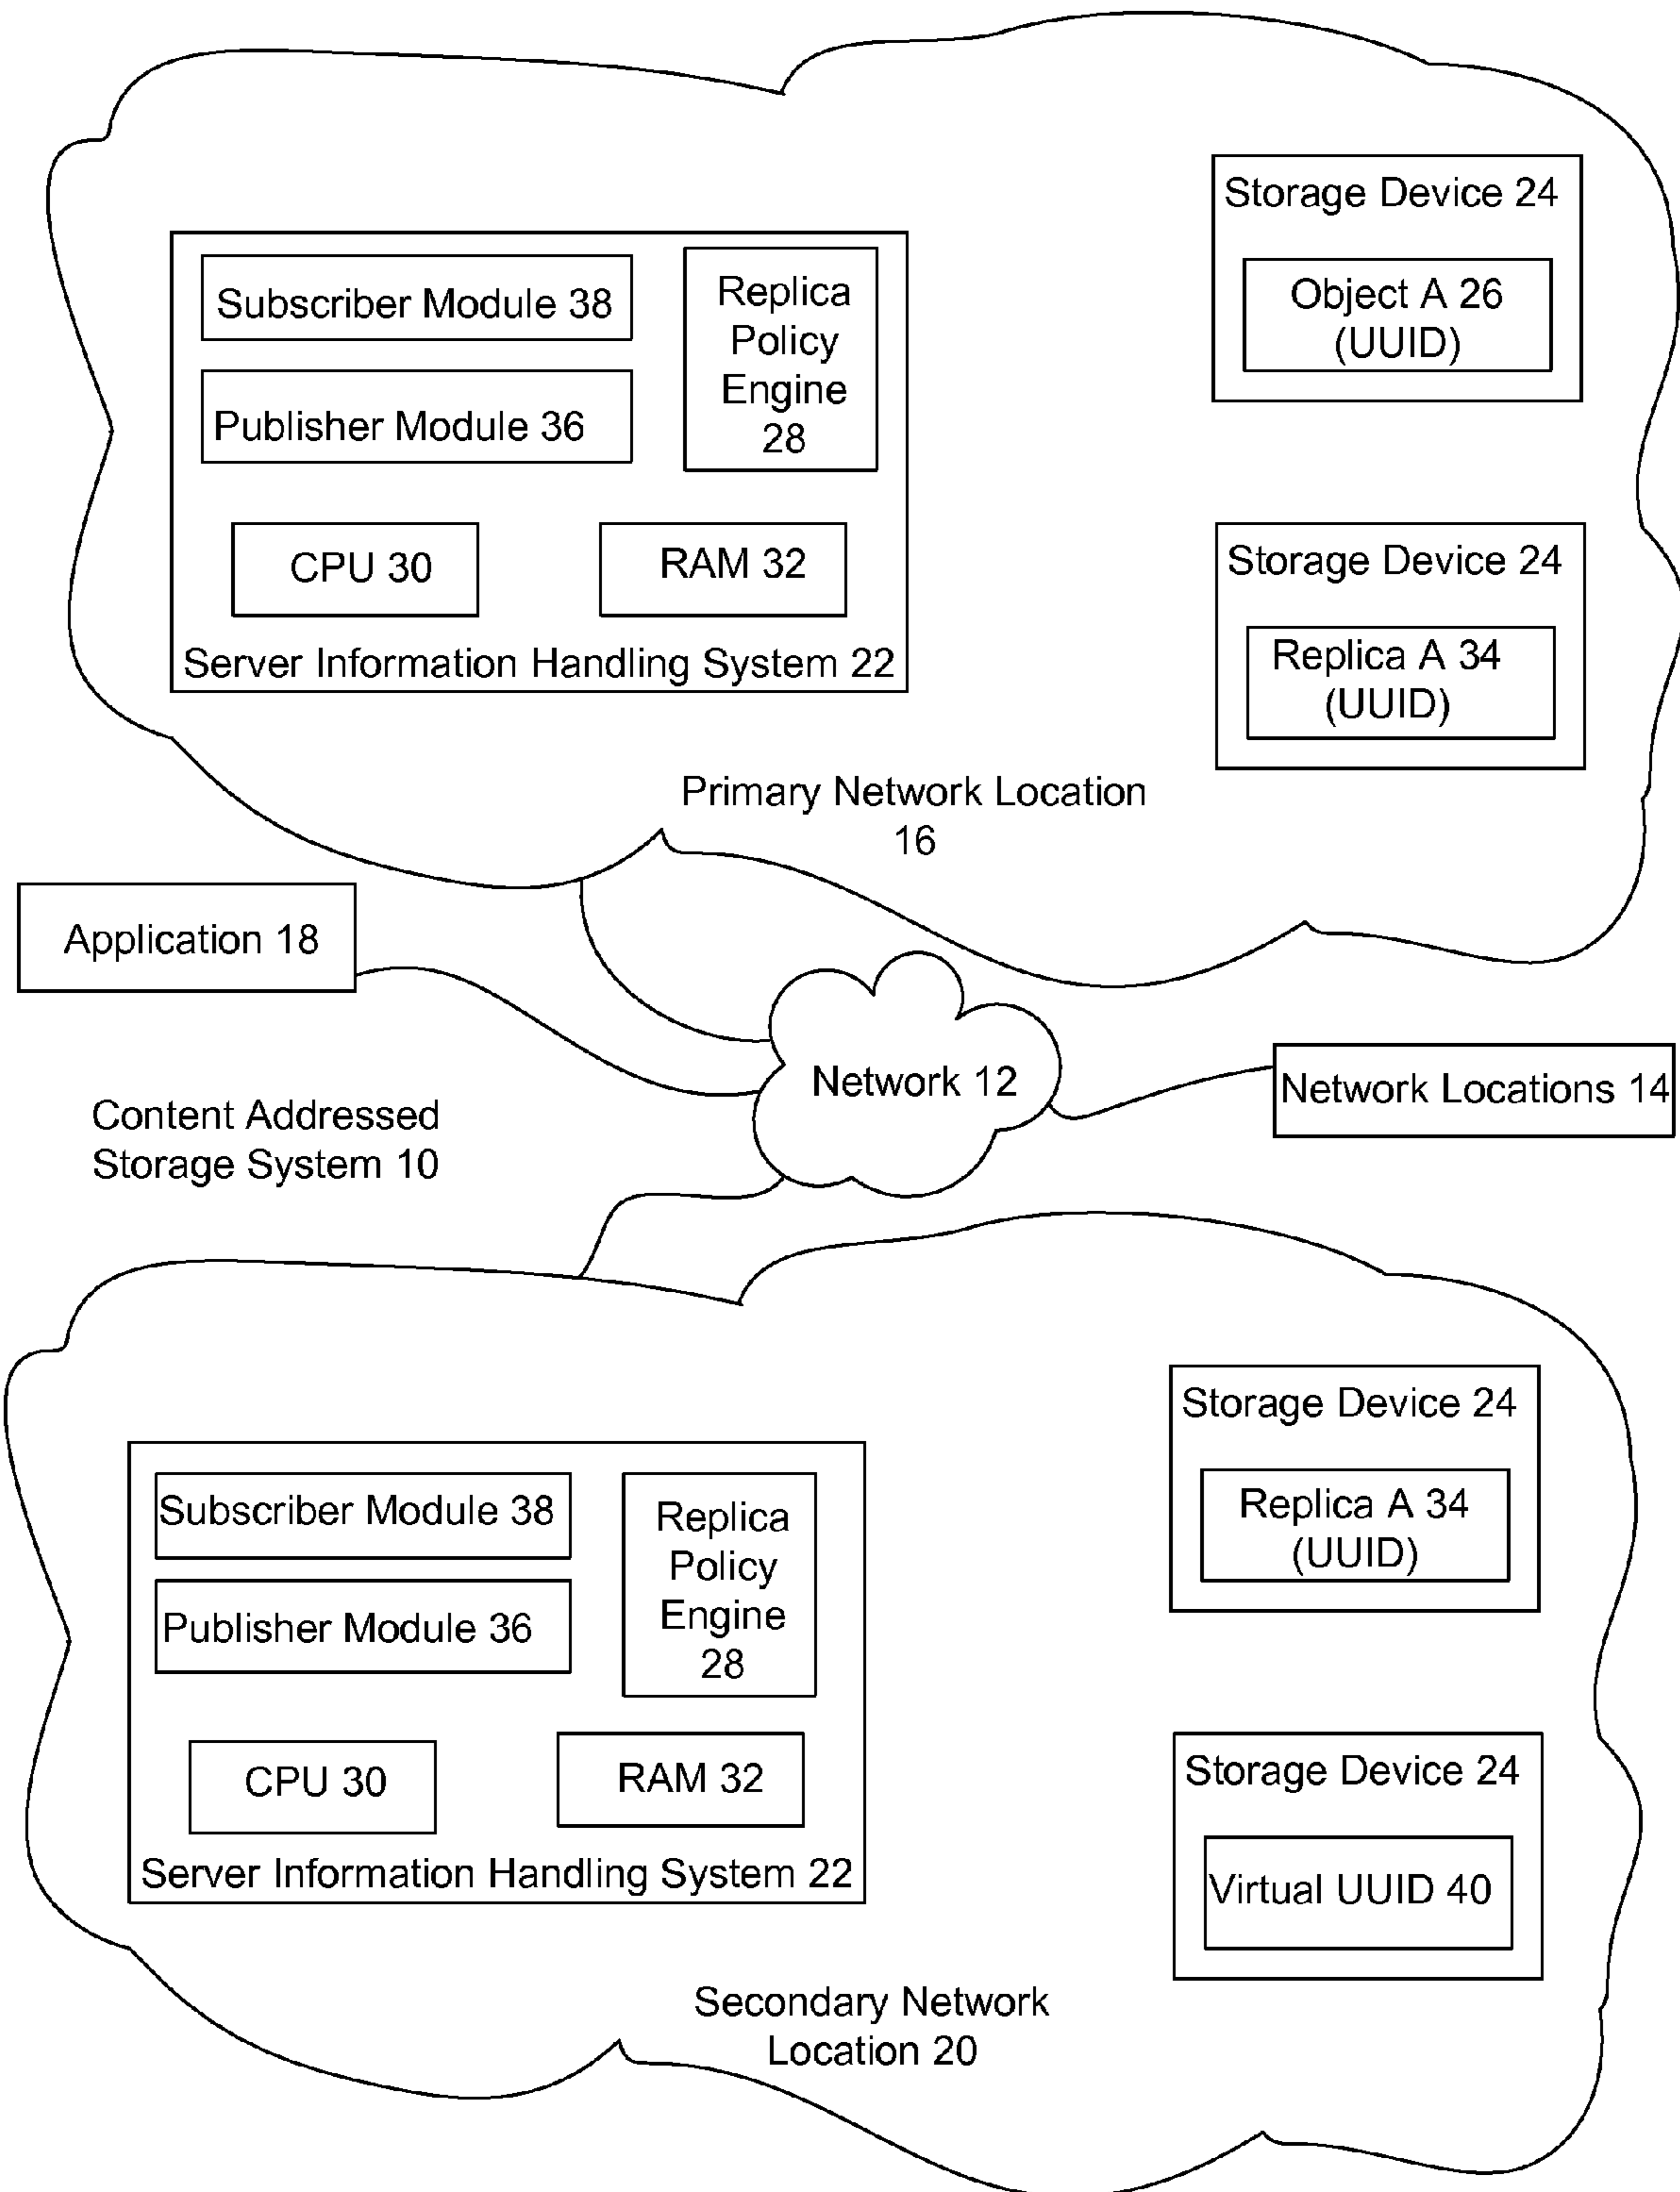 Storage Device 24
Object A 26
(UUID)
Subscriber Module 38
Publisher Module 36
Replica
Policy
Engine
28
CPU 30
RAM 32
Server Information Handling System 22
Storage Device 24
Replica A 34
(UUID)
Primary Network Location
16
Application 18
Network 12
Network Locations 14
Content Addressed
Storage System 10
Storage Device 24
Replica A 34
(UUID)
Subscriber Module 38
Publisher Module 36
Replica
Policy
Engine
28
CPU 30
RAM 32
Server Information Handling System 22
Storage Device 24
Virtual UUID 40
Secondary Network
Location 20